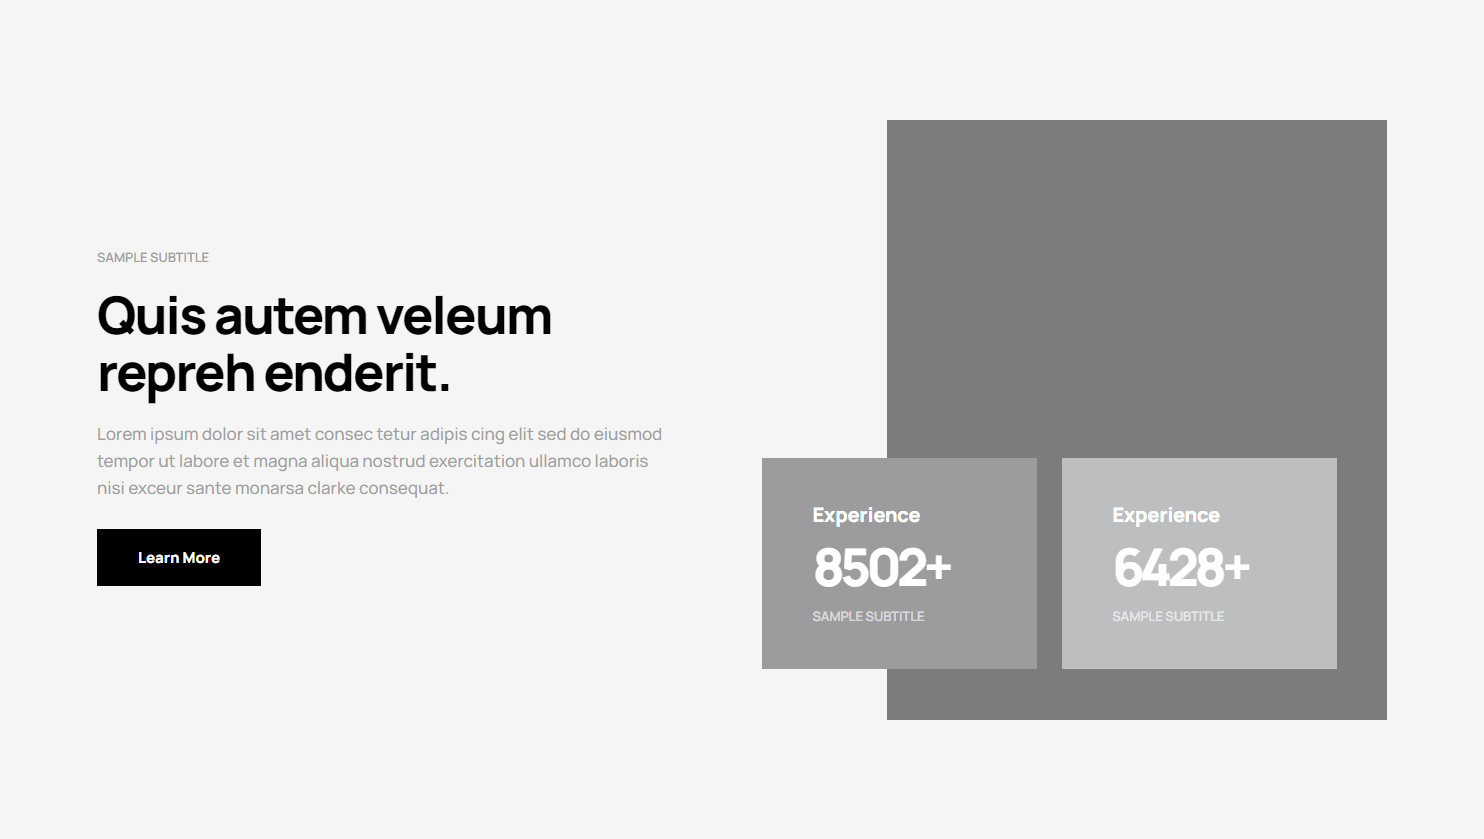 SAMPLE SUBTITLE
Quis autem veleum
repreh enderit.
Lorem ipsum dolor sit amet consec tetur adipis cing elit sed do eiusmod
tempor ut labore et magna aliqua nostrud exercitation ullamco laboris
nisi exceur sante monarsa clarke consequat.
Learn More
Experience
8502+
SAMPLE SUBTITLE
Experience
6428+
SAMPLE SUBTITLE